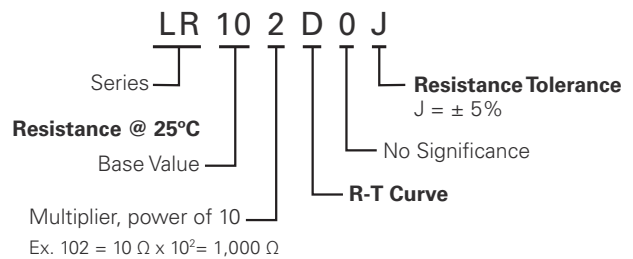 LR 10 2 D 0 J
Series
Resistance Tolerance
J = ± 5%
Resistance @ 25ºC
Base Value
No Significance
R-T Curve
Multiplier, power of 10
Ex. 102 = 10 Ω x 10²= 1,000 Ω